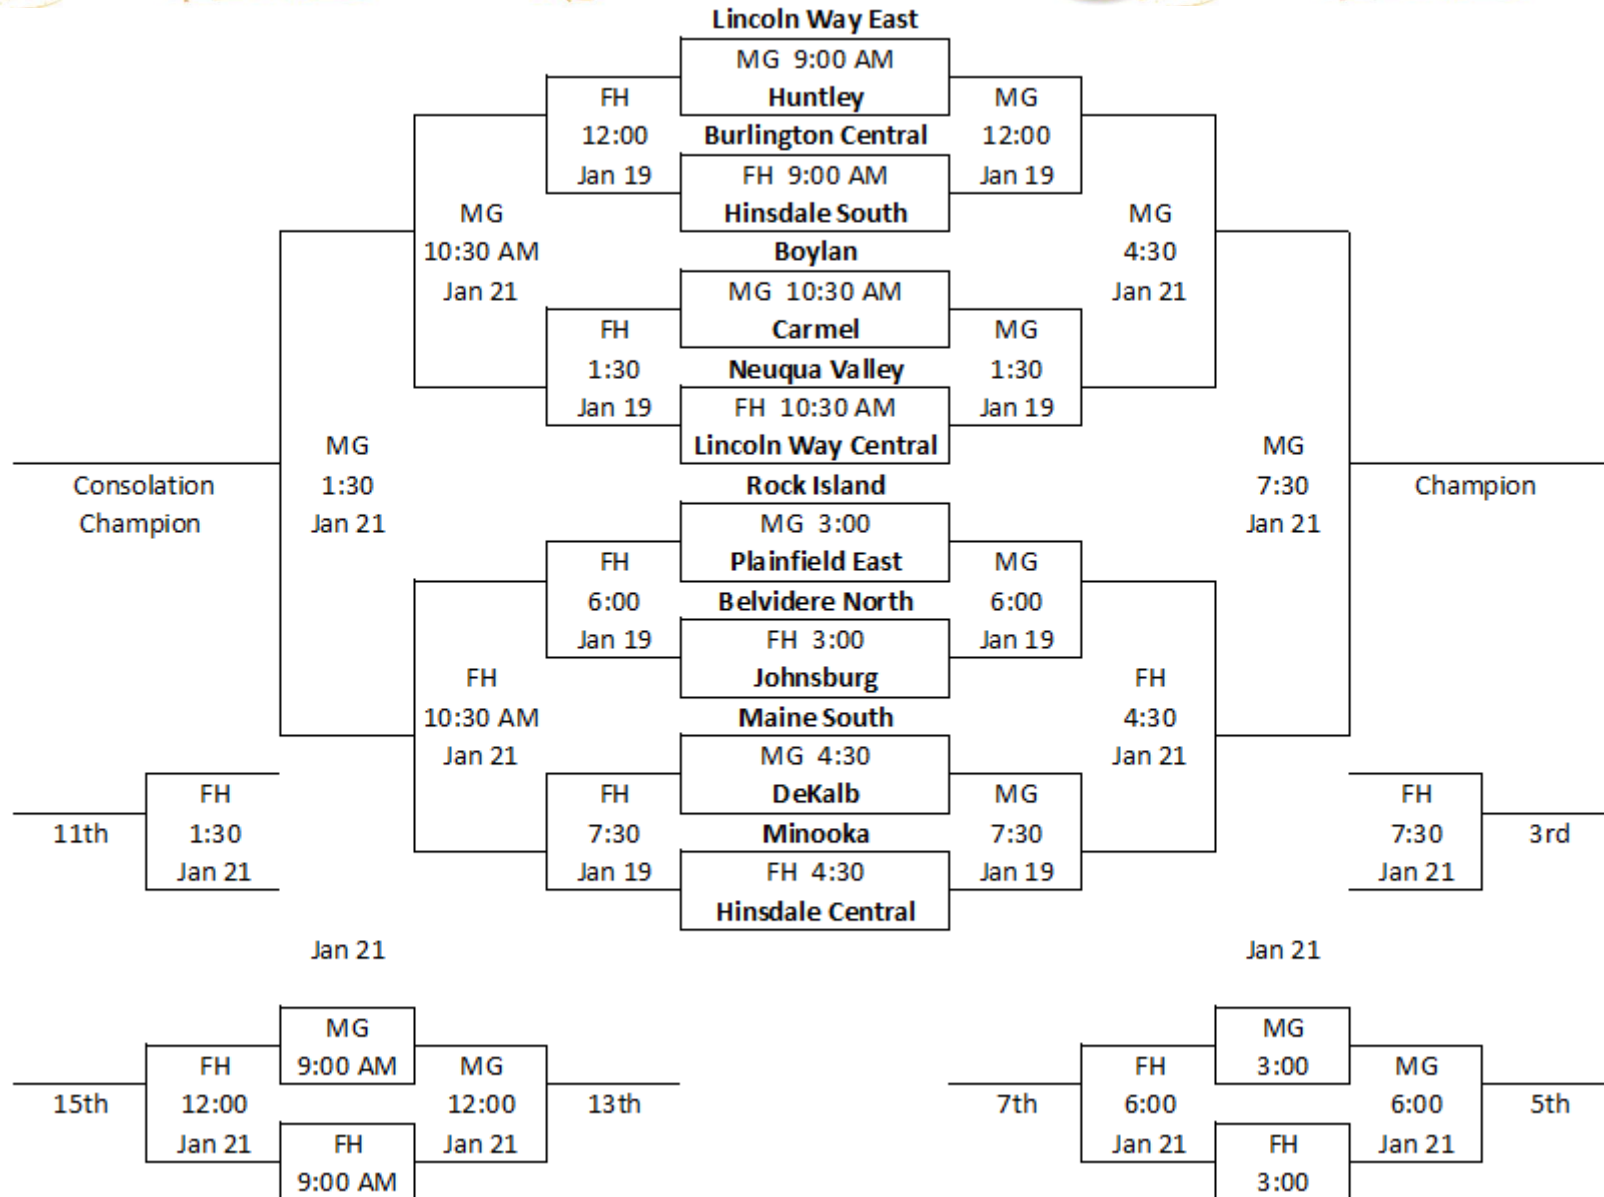 Lincoln Way East
MG 9:00 AM
FH Huntley MG
12:00 Burlington Central 12:00
Jan 19 FH 9:00 AM Jan 19
MG Hinsdale South MG
10:30 AM Boylan 4:30
Jan 21 MG 10:30 AM Jan 21
FH Carmel MG
1:30 Neuqua Valley 1:30
Jan 19 FH 10:30 AM Jan 19
MG Lincoln Way Central MG
Consolation 1:30 Rock Island 7:30 Champion
Champion Jan 21 MG 3:00 Jan 21
FH Plainfield East MG
6:00 Belvidere North 6:00
Jan 19 FH 3:00 Jan 19
FH Johnsburg FH
10:30 AM Maine South 4:30
Jan 21 MG 4:30 Jan 21
FH FH DeKalb MG FH
11th 1:30 7:30 Minooka 7:30 7:30 3rd
Jan 21 Jan 19 FH 4:30 Jan 19 Jan 21
Hinsdale Central
Jan 21 Jan 21
MG MG
FH 9:00 AM MG FH 3:00 MG
15th 12:00 12:00 13th 7th 6:00 6:00 5th
Jan 21 FH Jan 21 Jan 21 FH Jan 21
9:00 AM 3:00